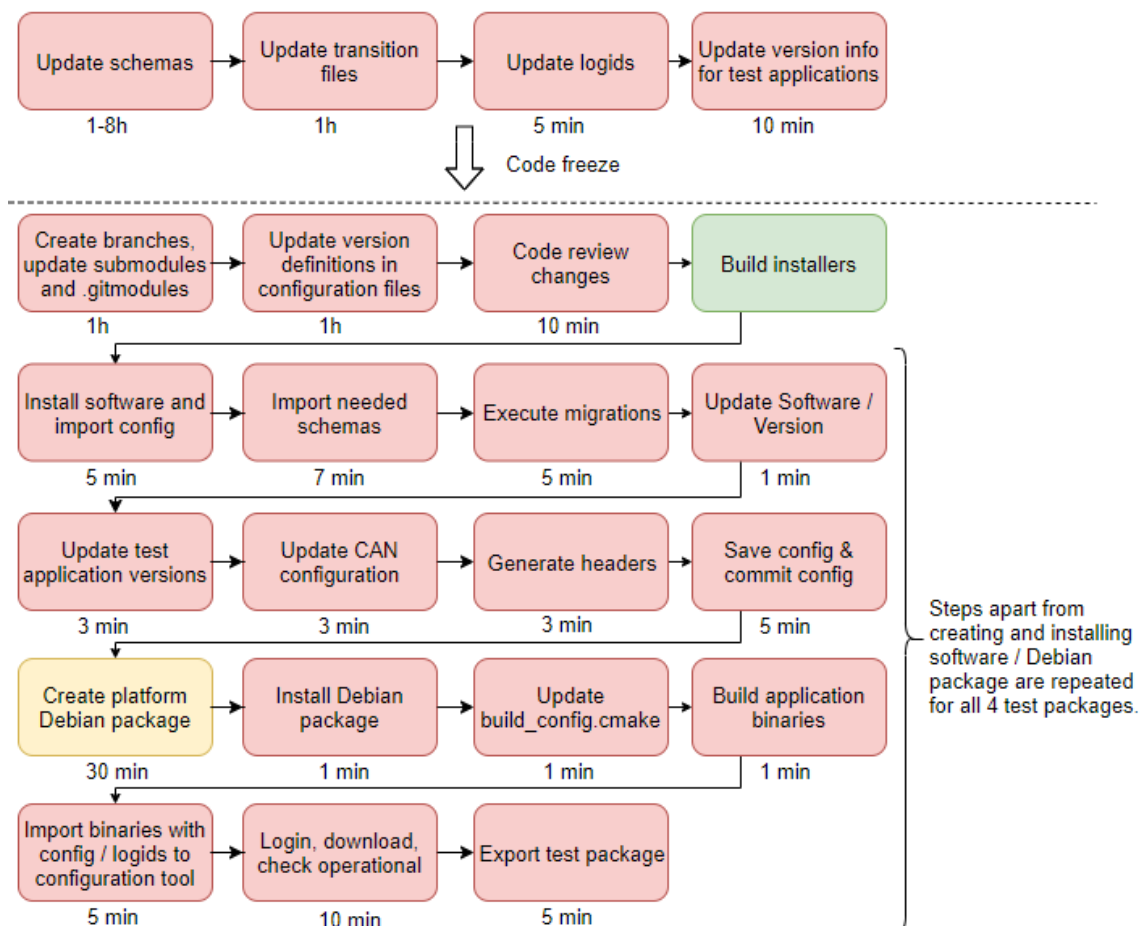 Update schemas
Update transition
files
Update logids
Update version info
for test applications
1-8h
1h
5 min
10 min
Code freeze
Create branches,
update submodules
and .gitmodules
Update version
definitions in
configuration files
Code review
changes
Build installers
1h
1h
10 min
Install software and
import config
Import needed
schemas
Execute migrations
Update Software /
Version
5 min
7 min
5 min
1 min
Update test
application versions
Update CAN
configuration
Generate headers
Save config &
commit config
3 min
3 min
3 min
5 min
Create platform
Debian package
Install Debian
package
Update
build_config.cmake
Build application
binaries
30 min
1 min
1 min
1 min
Import binaries with
config / logids to
configuration tool
Login, download,
check operational
Export test package
5 min
10 min
5 min
Steps apart from
creating and installing
software / Debian
package are repeated
for all 4 test packages.